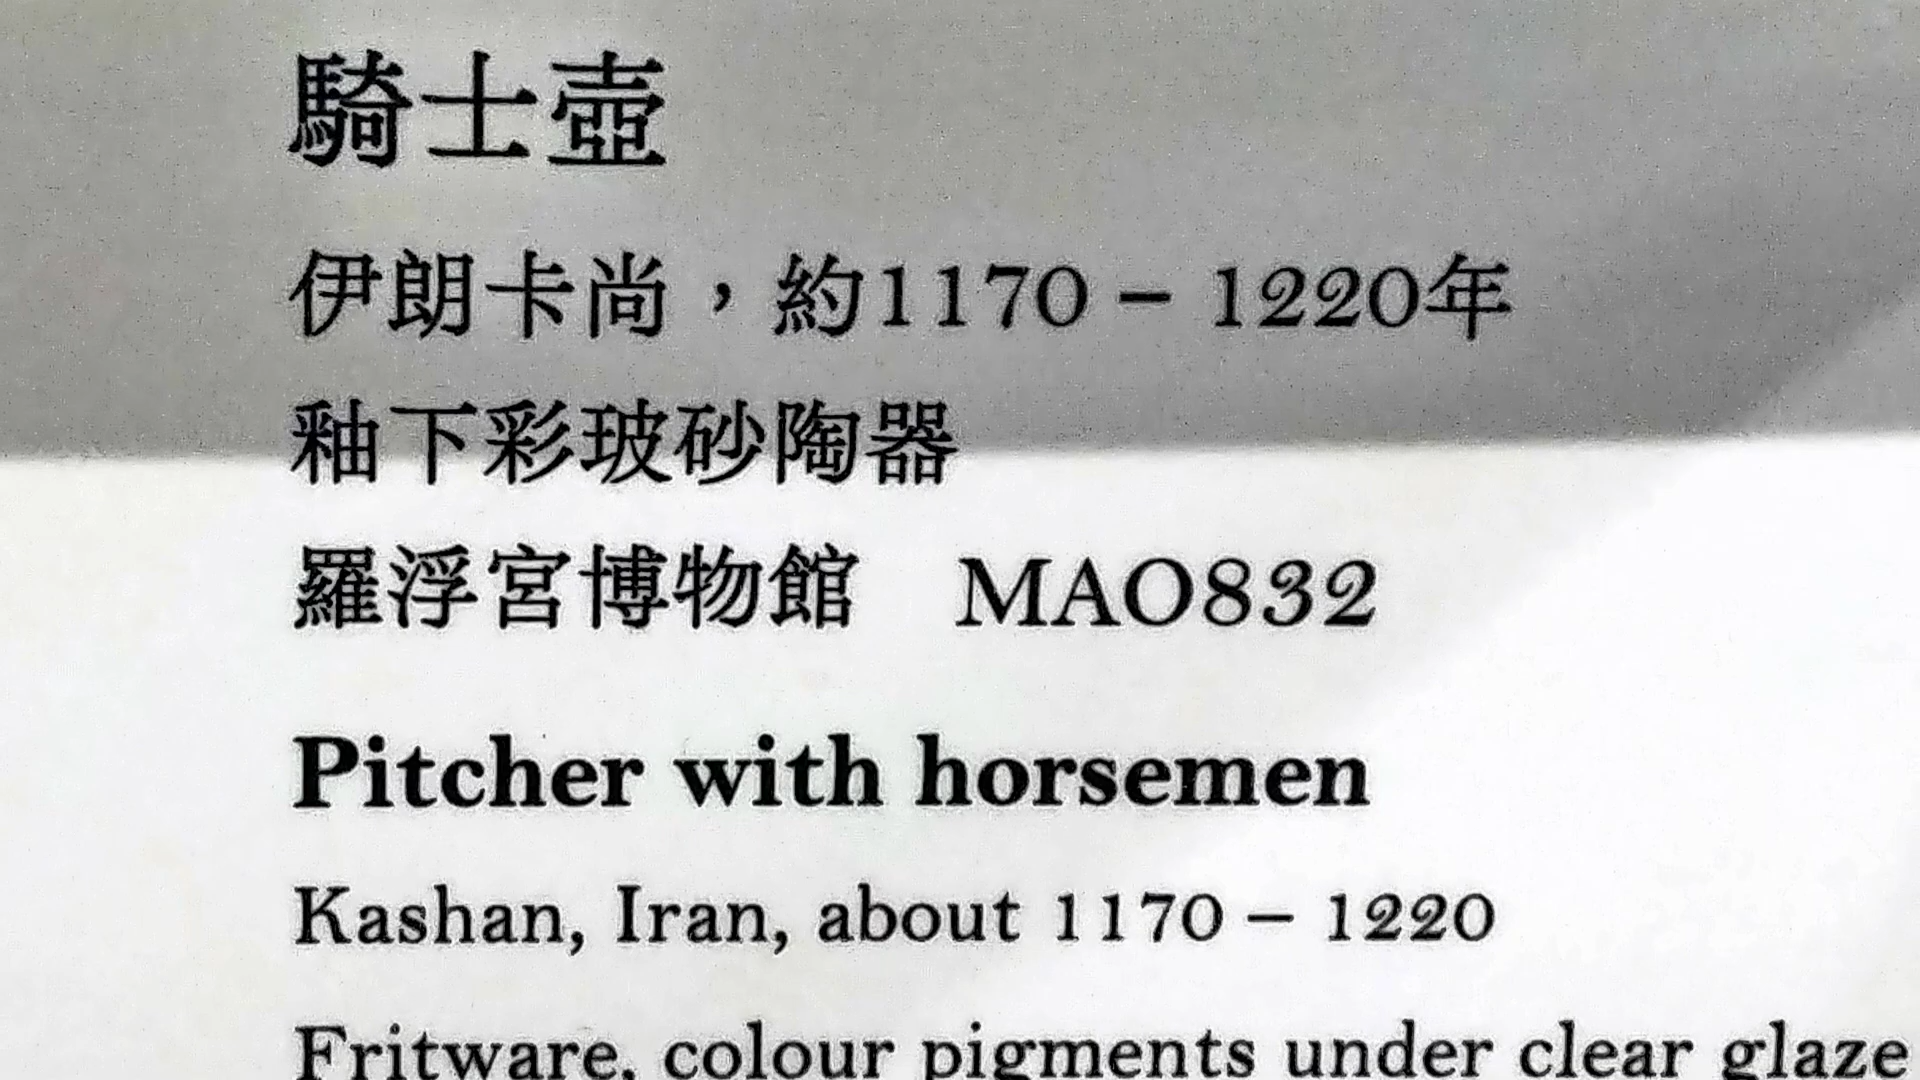 騎士壺
伊朗卡尚，約1170 – 1220年
釉下彩玻砂陶器
羅浮宮博物館　MAO832
Pitcher with horsemen
Kashan, Iran, about 1170 – 1220
Fritware, colour pigments under clear glaze